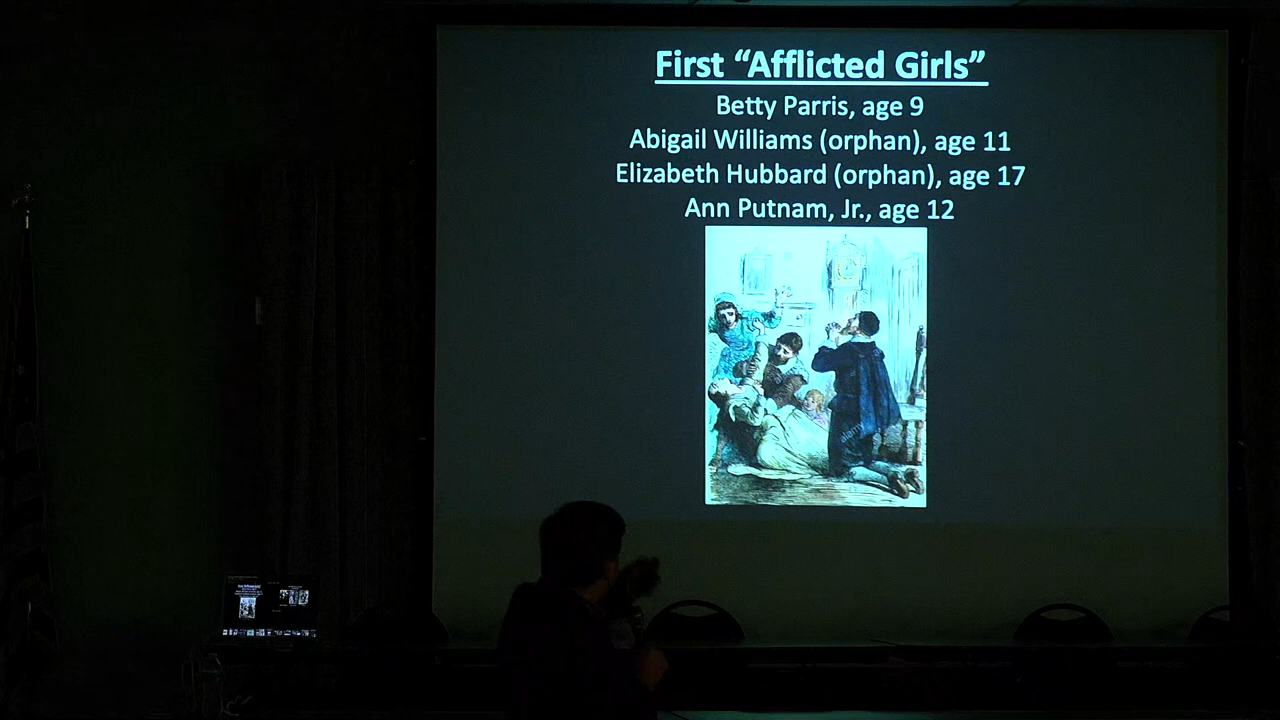 First “Afflicted Girls”
Betty Parris, age 9
Abigail Williams (orphan), age 11
Elizabeth Hubbard (orphan), age 17
Ann Putnam, Jr., age 12
alamy